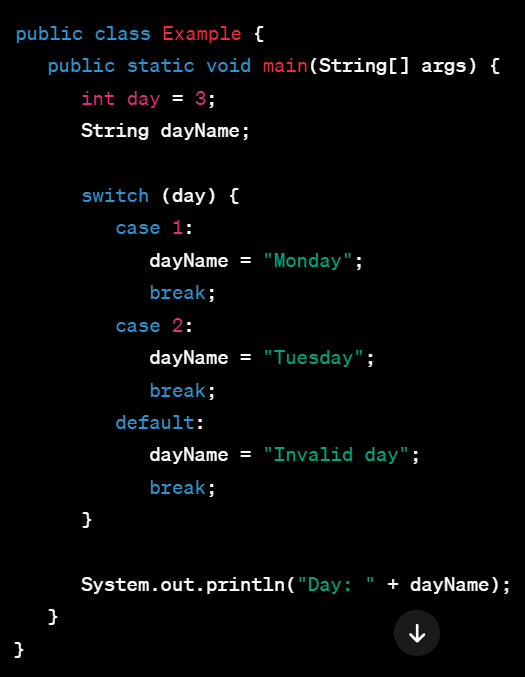 public class Example {
public static void main(String[] args) {
int day = 3;
String dayName;
switch (day) {
case 1:
dayName = "Monday";
break;
case 2:
dayName = "Tuesday";
break;
default:
dayName = "Invalid day";
break;
}
System.out.println("Day: " + dayName);
}
}